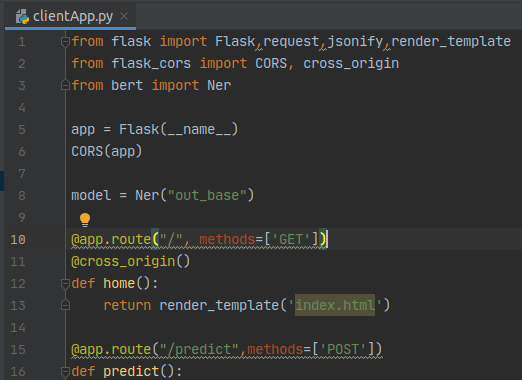 clientApp.py
1 from flask import Flask,request,jsonify,render_template
2 from flask_cors import CORS, cross_origin
3 from bert import Ner
4
5 app = Flask(__name__)
6 CORS(app)
7
8 model = Ner("out_base")
9
10 @app.route("/", methods=['GET'])
11 @cross_origin()
12 def home():
13     return render_template('index.html')
14
15 @app.route("/predict",methods=['POST'])
16 def predict():